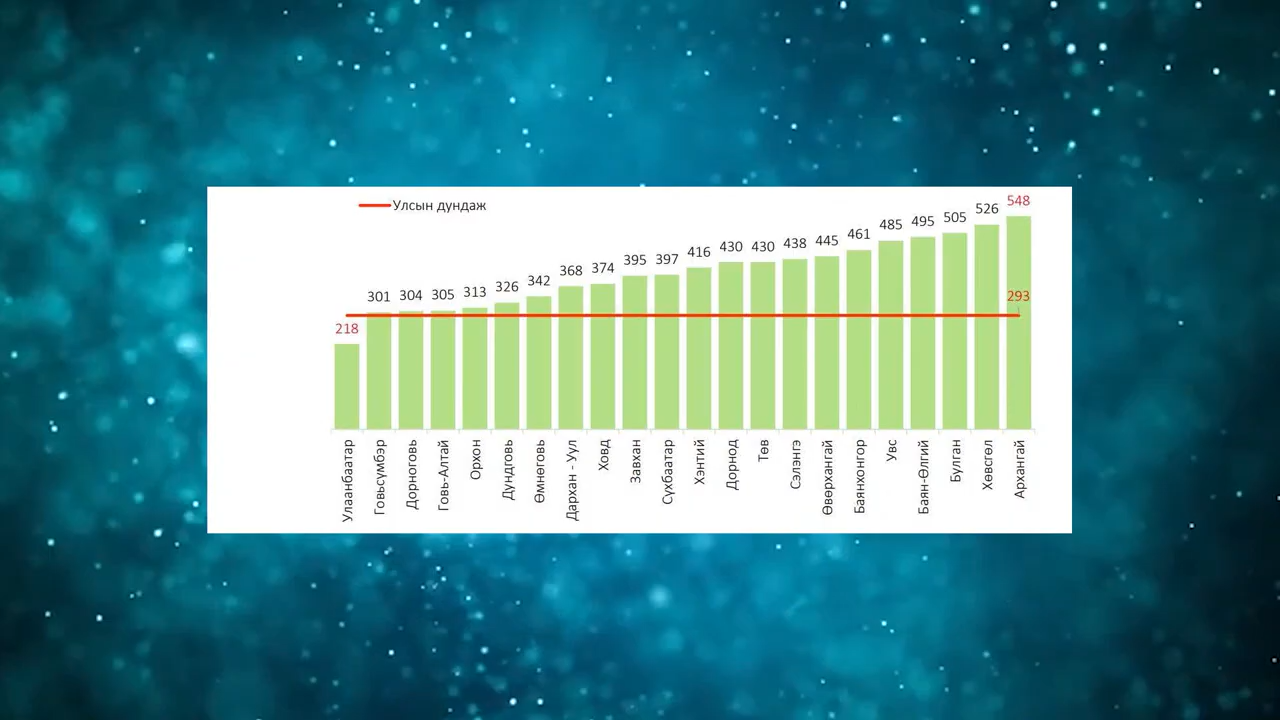 Улсын дундаж
218
301
304
305
313
326
342
368
374
395
397
416
430
430
438
445
461
485
495
505
526
548
293
Улаанбаатар
Говьсүмбэр
Дорноговь
Говь-Алтай
Орхон
Дундговь
Өмнөговь
Дархан - Уул
Ховд
Завхан
Сүхбаатар
Хэнтий
Дорнод
Төв
Сэлэнгэ
Өвөрхангай
Баянхонгор
Увс
Баян-Өлгий
Булган
Хөвсгөл
Архангай